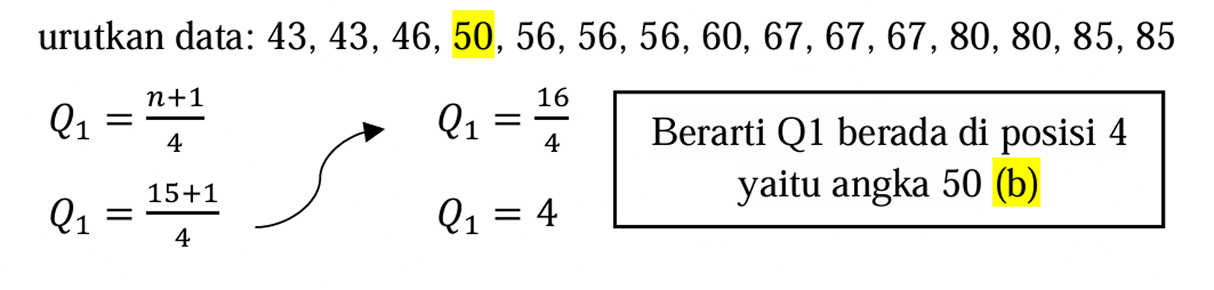 urutkan data: 43, 43, 46, 50, 56, 56, 56, 60, 67, 67, 67, 80, 80, 85, 85
Q₁ = (n+1)/4
Q₁ = (15+1)/4
Q₁ = 16/4
Q₁ = 4
Berarti Q1 berada di posisi 4
yaitu angka 50 (b)